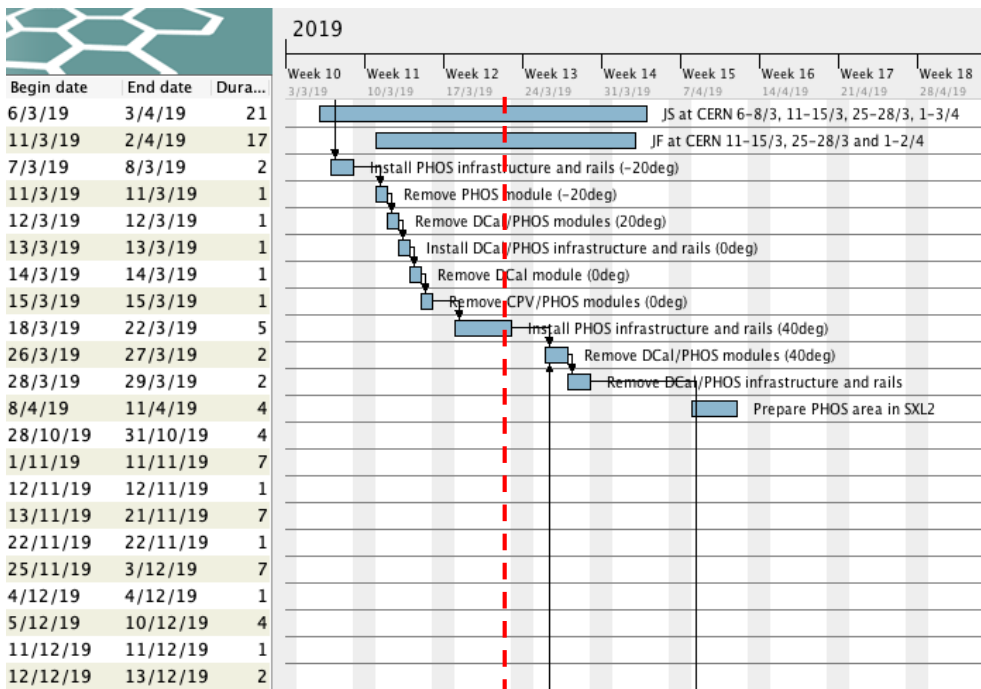 2019
Week 10 Week 11 Week 12 Week 13 Week 14 Week 15 Week 16 Week 17 Week 18
Begin date End date Dura... 3/3/19 10/3/19 17/3/19 24/3/19 31/3/19 7/4/19 14/4/19 21/4/19 28/4/19
6/3/19 3/4/19 21 JS at CERN 6-8/3, 11-15/3, 25-28/3, 1-3/4
11/3/19 2/4/19 17 JF at CERN 11-15/3, 25-28/3 and 1-2/4
7/3/19 8/3/19 2 Install PHOS infrastructure and rails (-20deg)
11/3/19 11/3/19 1 Remove PHOS module (-20deg)
12/3/19 12/3/19 1 Remove DCal/PHOS modules (20deg)
13/3/19 13/3/19 1 Install DCal/PHOS infrastructure and rails (0deg)
14/3/19 14/3/19 1 Remove DCal module (0deg)
15/3/19 15/3/19 1 Remove CPV/PHOS modules (0deg)
18/3/19 22/3/19 5 Install PHOS infrastructure and rails (40deg)
26/3/19 27/3/19 2 Remove DCal/PHOS modules (40deg)
28/3/19 29/3/19 2 Remove DCal/PHOS infrastructure and rails
8/4/19 11/4/19 4 Prepare PHOS area in SXL2
28/10/19 31/10/19 4
1/11/19 11/11/19 7
12/11/19 12/11/19 1
13/11/19 21/11/19 7
22/11/19 22/11/19 1
25/11/19 3/12/19 7
4/12/19 4/12/19 1
5/12/19 10/12/19 4
11/12/19 11/12/19 1
12/12/19 13/12/19 2